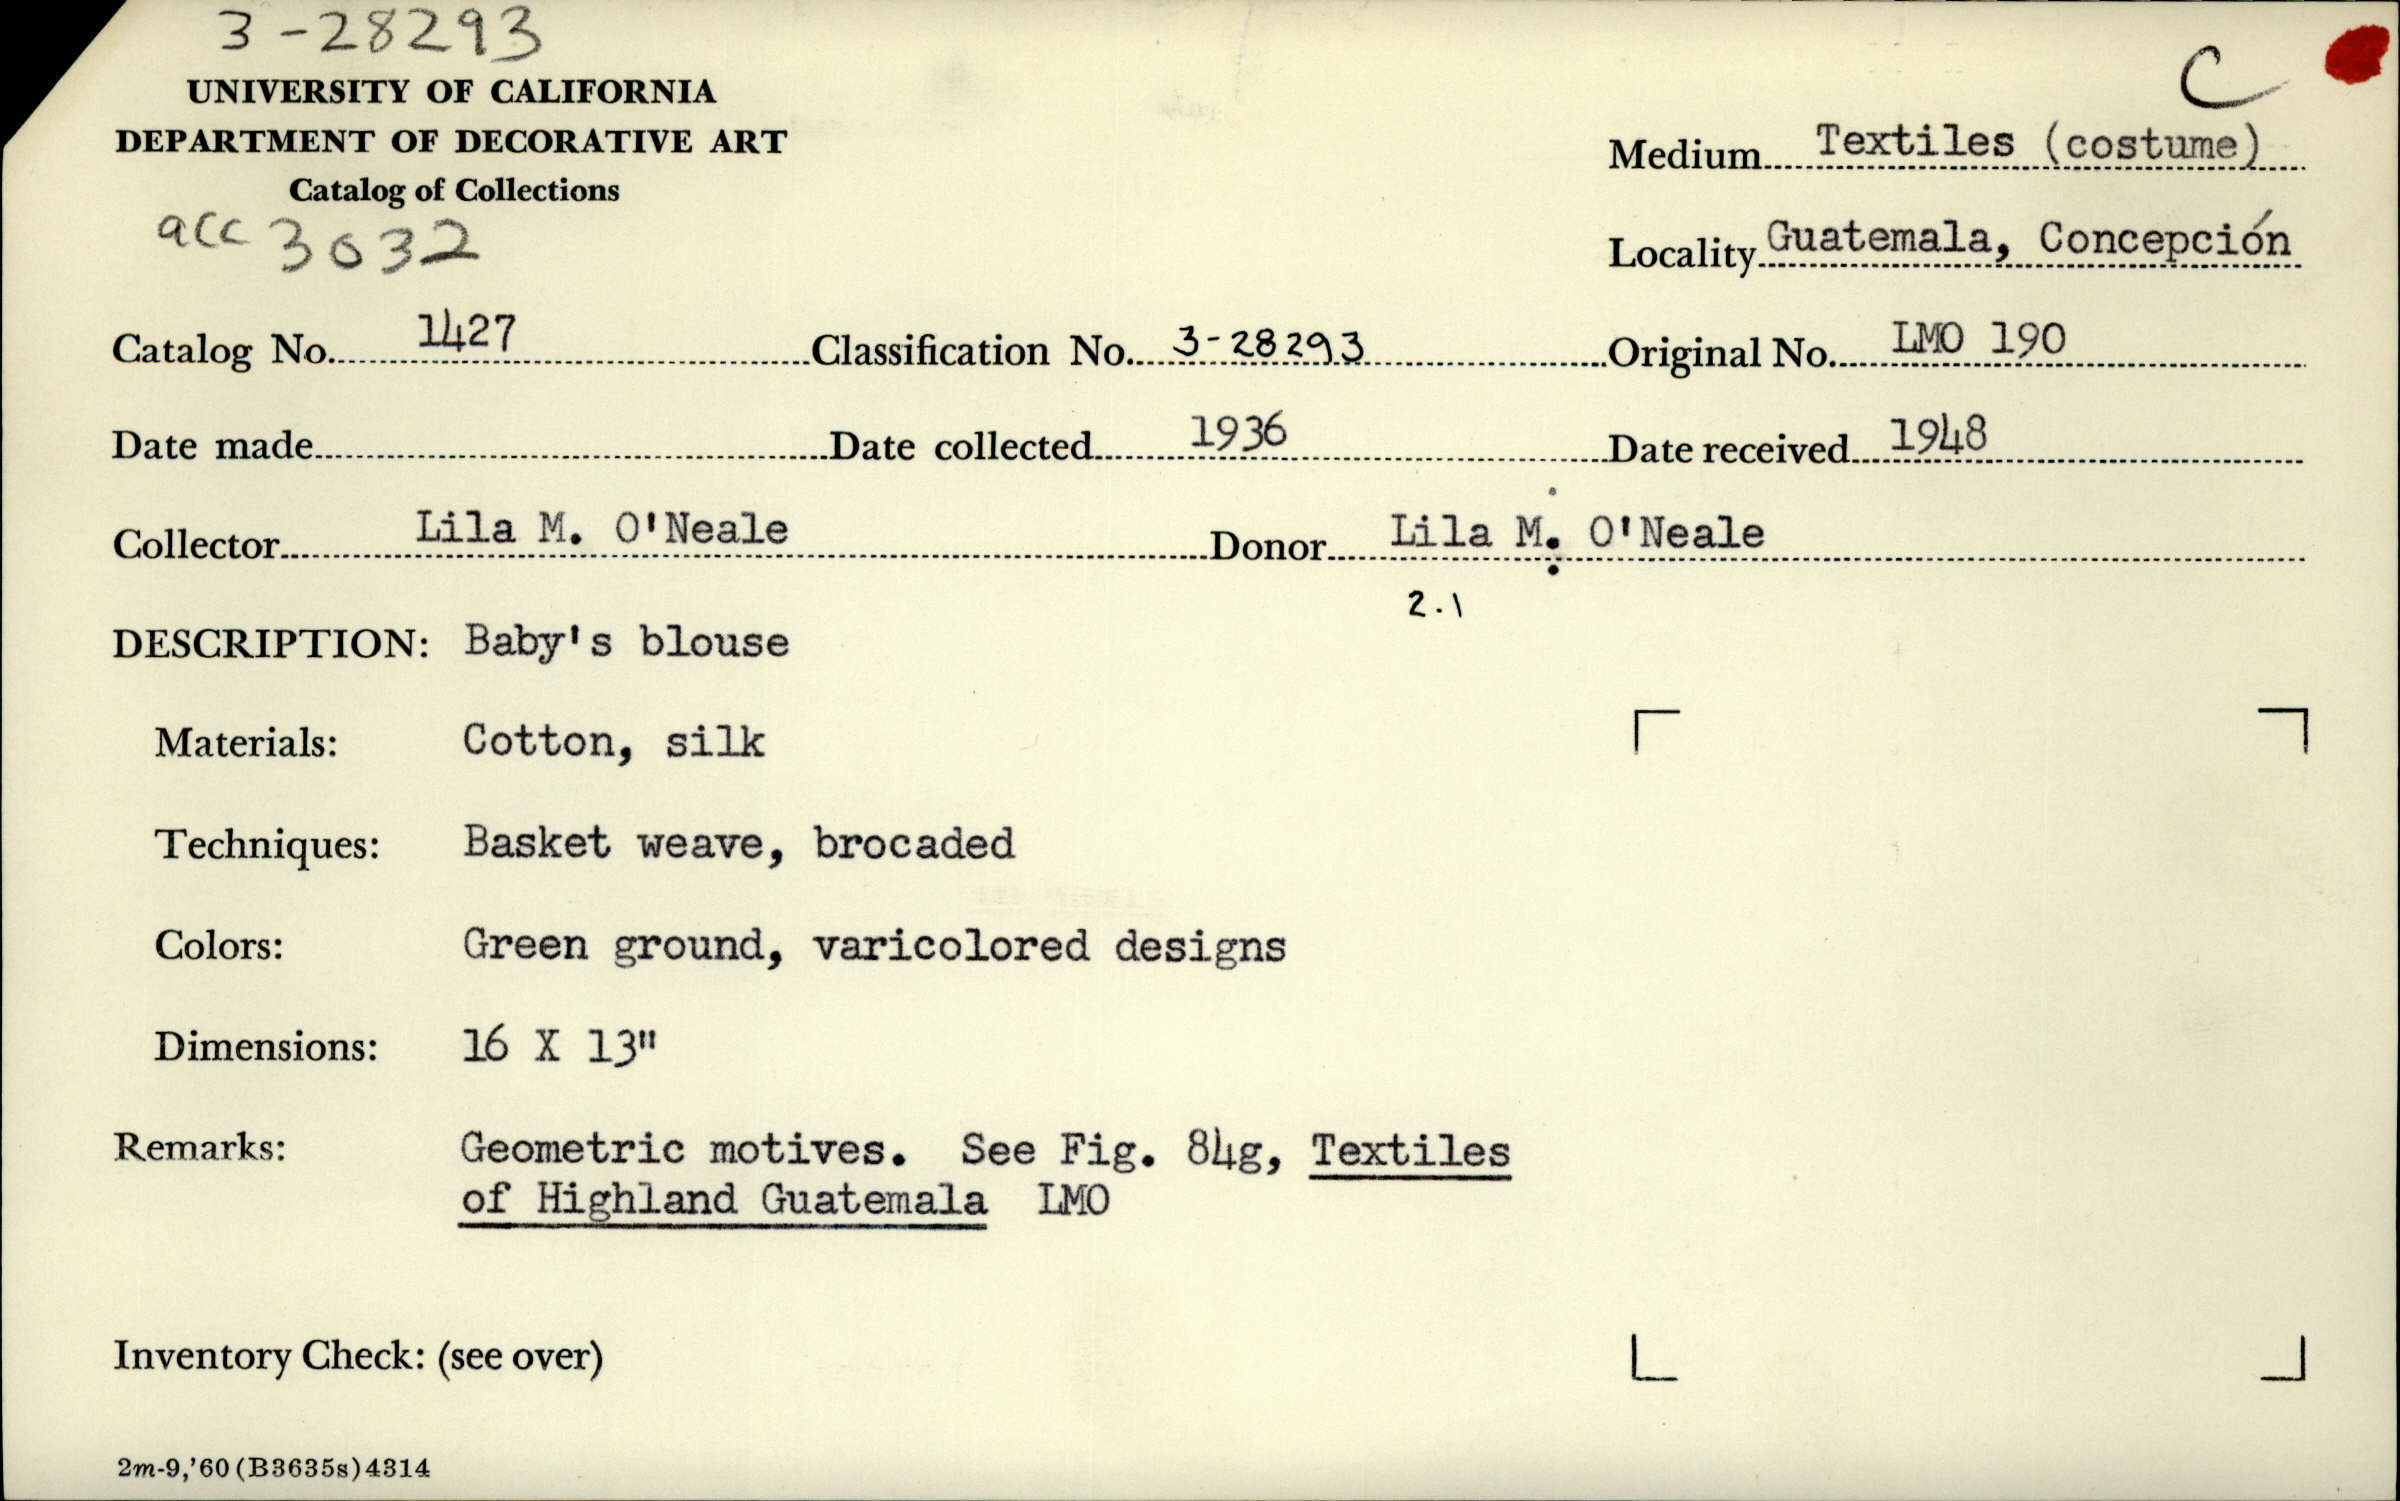 3-28293
UNIVERSITY OF CALIFORNIA
DEPARTMENT OF DECORATIVE ART
Catalog of Collections
acc 3032
C
Medium Textiles (costume)
Locality Guatemala, Concepción
Catalog No. 1427 Classification No. 3-28293 Original No. LMO 190
Date made Date collected 1936 Date received 1948
Collector Lila M. O'Neale Donor Lila M. O'Neale
2.1
DESCRIPTION: Baby's blouse
Materials: Cotton, silk
Techniques: Basket weave, brocaded
Colors: Green ground, varicolored designs
Dimensions: 16 X 13"
Remarks: Geometric motives. See Fig. 84g, Textiles
of Highland Guatemala LMO
Inventory Check: (see over)
2m-9,'60(B3635s)4314